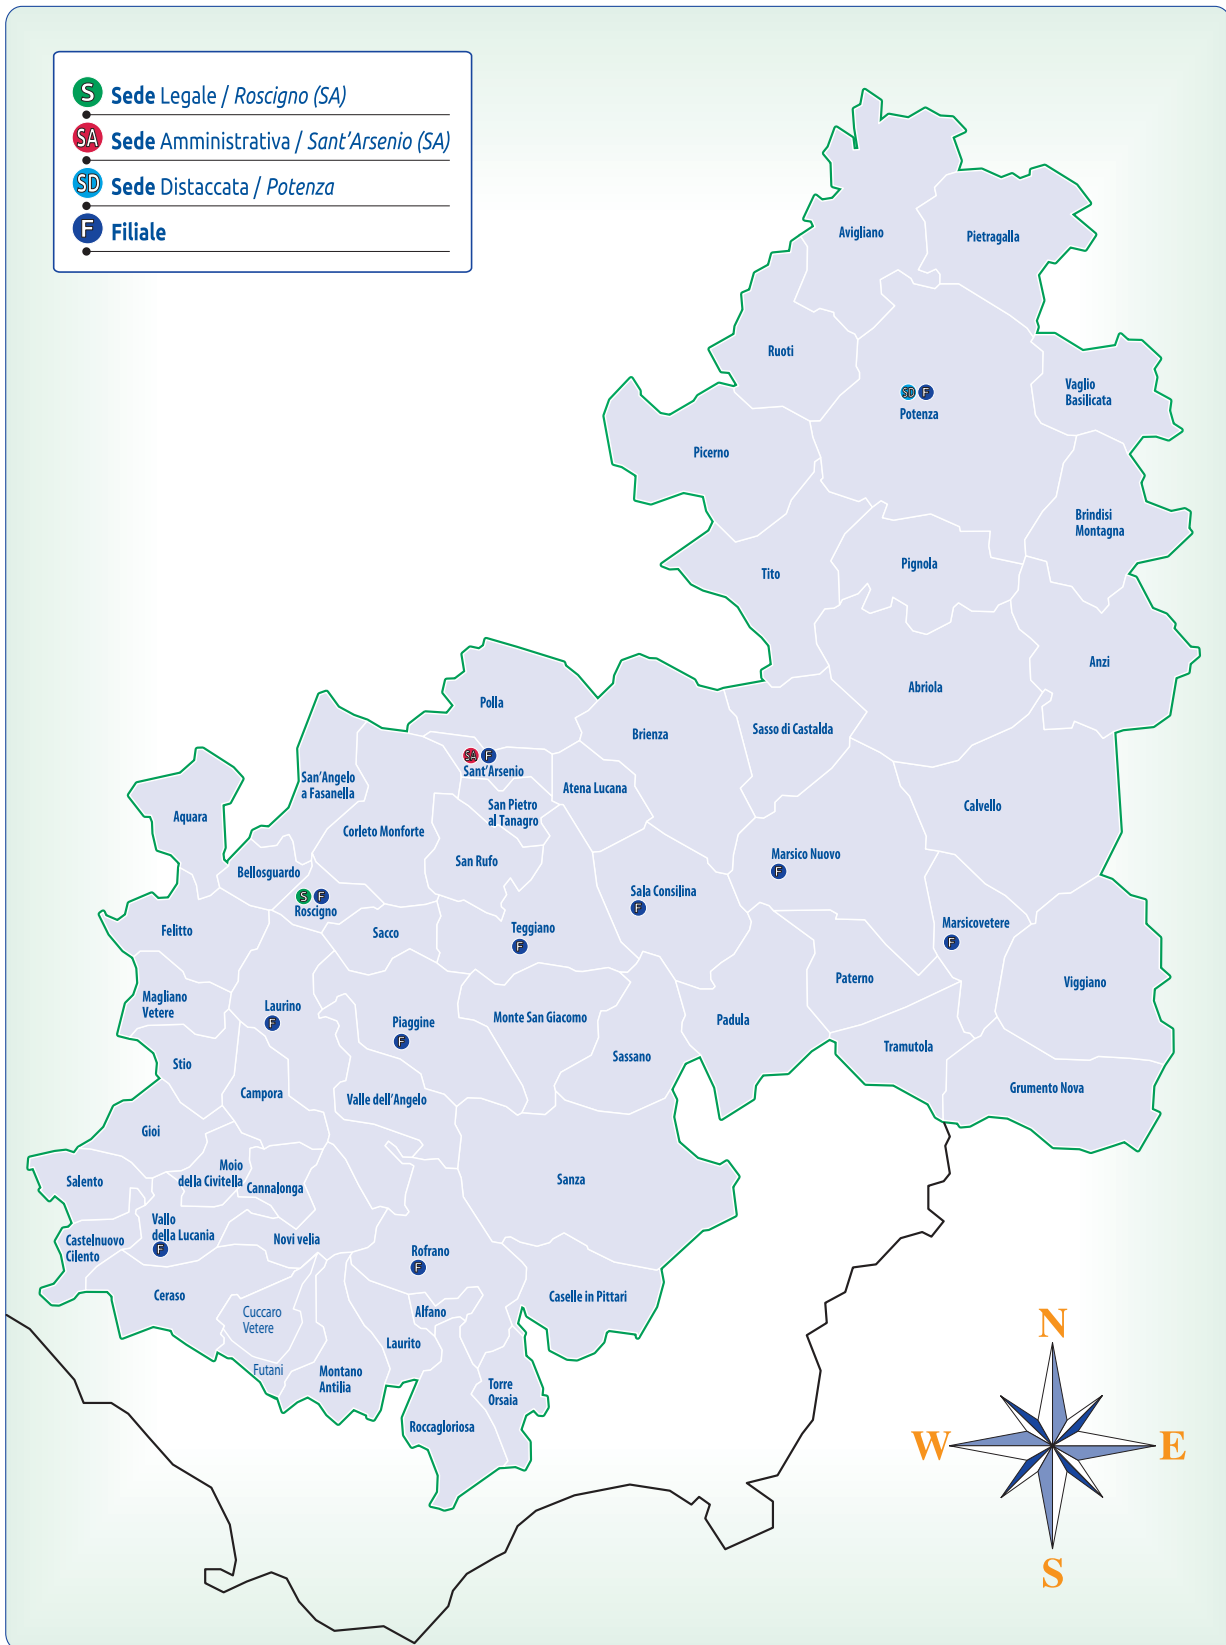 S Sede Legale / Roscigno (SA)
SA Sede Amministrativa / Sant'Arsenio (SA)
SD Sede Distaccata / Potenza
F Filiale
Avigliano
Pietragalla
Ruoti
Vaglio
Basilicata
SD F
Potenza
Picerno
Brindisi
Montagna
Pignola
Tito
Anzi
Abriola
Polla
Sasso di Castalda
Brienza
SA F
Sant'Arsenio
San'Angelo
a Fasanella
Atena Lucana
Calvello
San Pietro
al Tanagro
Aquara
Corleto Monforte
Marsico Nuovo
F
San Rufo
Bellosguardo
Sala Consilina
F
S F
Roscigno
Marsicovetere
F
Teggiano
F
Felitto
Sacco
Paterno
Viggiano
Magliano
Vetere
Laurino
F
Monte San Giacomo
Piaggine
F
Padula
Tramutola
Sassano
Stio
Grumento Nova
Campora
Valle dell'Angelo
Gioi
Moio
della Civitella
Salento
Cannalonga
Sanza
Vallo
della Lucania
F
Castelnuovo
Cilento
Novi velia
Rofrano
F
Ceraso
Caselle in Pittari
Cuccaro
Vetere
Alfano
Laurito
Futani
Montano
Antilia
Torre
Orsaia
Roccagloriosa
N
W
E
S